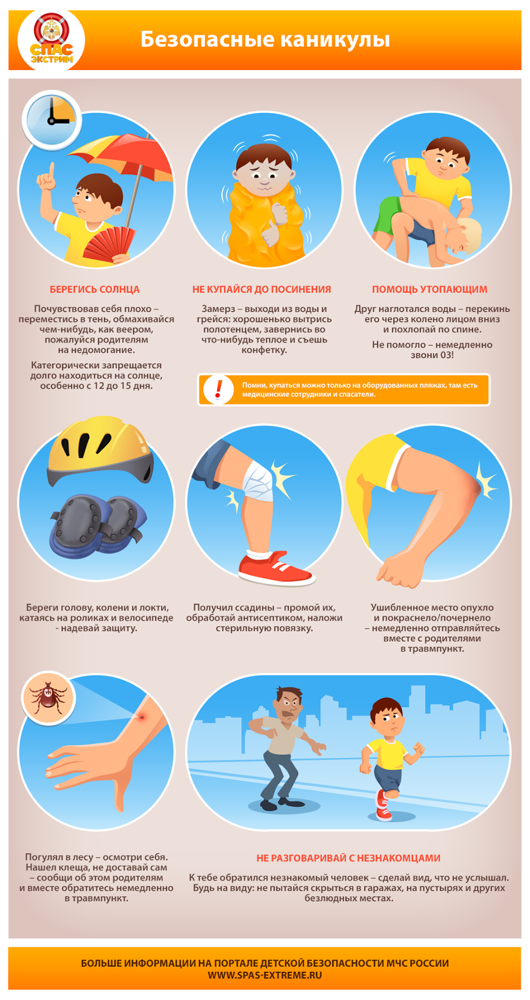 СПАС
ЭКСТРИМ
Безопасные каникулы
БЕРЕГИСЬ СОЛНЦА
Почувствовав себя плохо –
переместись в тень, обмахивайся
чем-нибудь, как веером,
пожалуйся родителям
на недомогание.
Категорически запрещается
долго находиться на солнце,
особенно с 12 до 15 дня.
НЕ КУПАЙСЯ ДО ПОСИНЕНИЯ
Замерз – выходи из воды и
грейся: хорошенько вытрись
полотенцем, завернись во
что-нибудь теплое и съешь
конфетку.
ПОМОЩЬ УТОПАЮЩИМ
Друг наглотался воды – перекинь
его через колено лицом вниз
и похлопай по спине.
Не помогло – немедленно
звони 03!
!
Помни, купаться можно только на оборудованных пляжах, там есть
медицинские сотрудники и спасатели.
Береги голову, колени и локти,
катаясь на роликах и велосипеде
- надевай защиту.
Получил ссадины – промой их,
обработай антисептиком, наложи
стерильную повязку.
Ушибленное место опухло
и покраснело/почернело
– немедленно отправляйтесь
вместе с родителями
в травмпункт.
Погулял в лесу – осмотри себя.
Нашел клеща, не доставай сам
– сообщи об этом родителям
и вместе обратитесь немедленно
в травмпункт.
НЕ РАЗГОВАРИВАЙ С НЕЗНАКОМЦАМИ
К тебе обратился незнакомый человек – сделай вид, что не услышал.
Будь на виду: не пытайся скрыться в гаражах, на пустырях и других
безлюдных местах.
БОЛЬШЕ ИНФОРМАЦИИ НА ПОРТАЛЕ ДЕТСКОЙ БЕЗОПАСНОСТИ МЧС РОССИИ
WWW.SPAS-EXTREME.RU